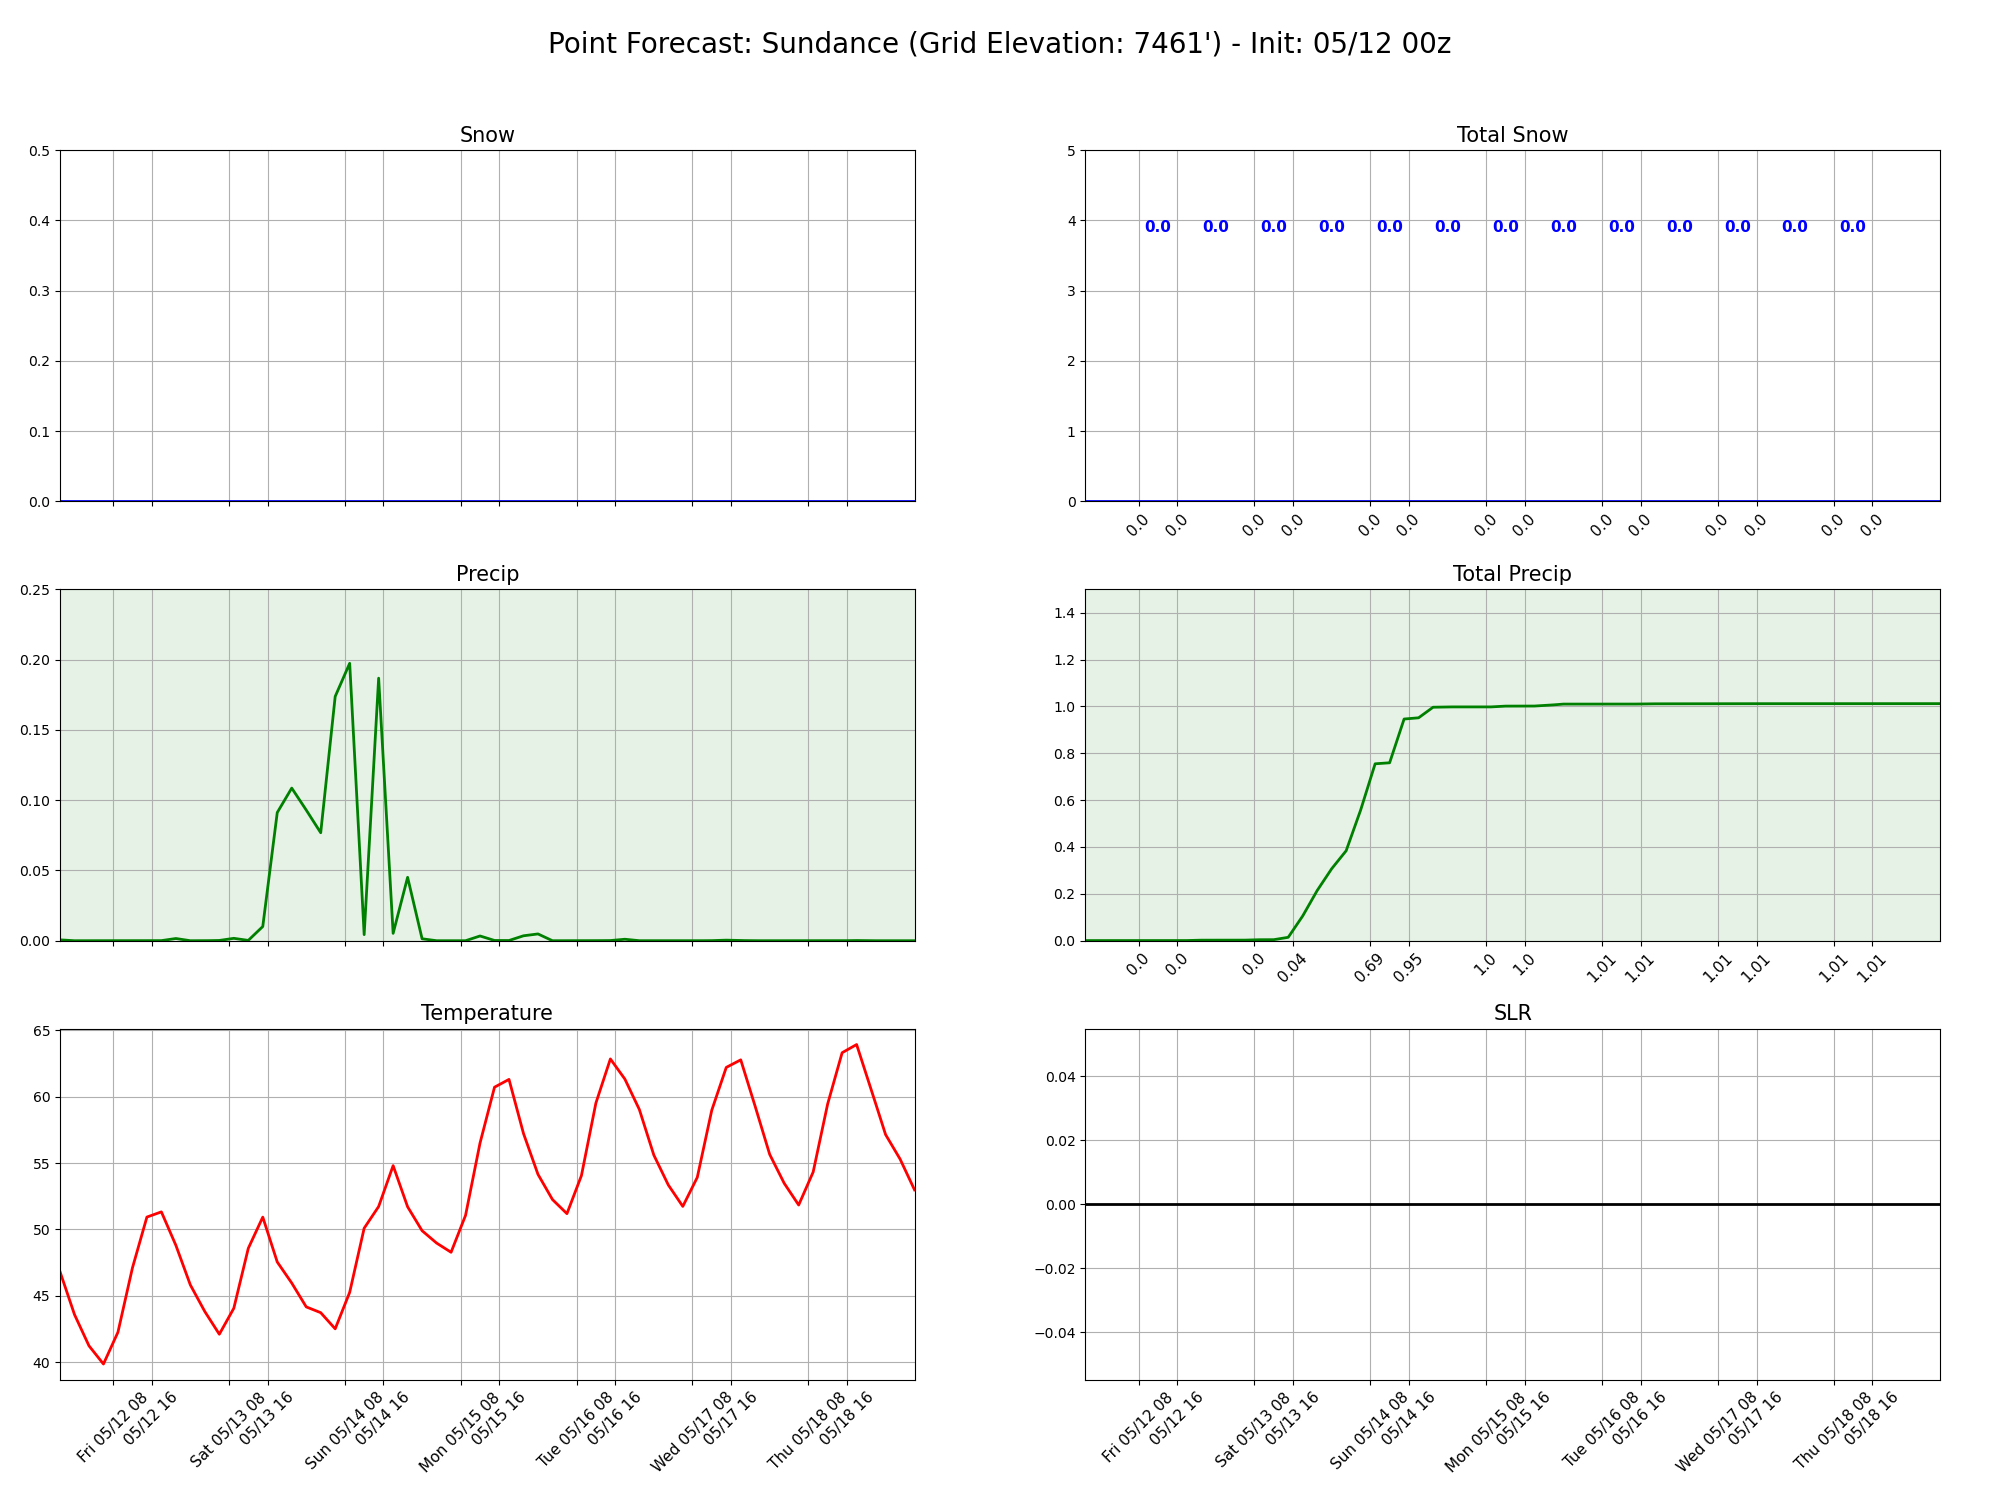 Point Forecast: Sundance (Grid Elevation: 7461') - Init: 05/12 00z
Snow
0.5
0.4
0.3
0.2
0.1
0.0
Total Snow
5
4
3
2
1
0
0.0 0.0 0.0 0.0 0.0 0.0 0.0 0.0 0.0 0.0 0.0 0.0 0.0
0.0 0.0 0.0 0.0 0.0 0.0 0.0 0.0 0.0 0.0 0.0 0.0 0.0 0.0
Precip
0.25
0.20
0.15
0.10
0.05
0.00
Total Precip
1.4
1.2
1.0
0.8
0.6
0.4
0.2
0.0
0.0 0.0 0.0 0.04 0.69 0.95 1.0 1.0 1.01 1.01 1.01 1.01 1.01 1.01
Temperature
65
60
55
50
45
40
Fri 05/12 08
05/12 16
Sat 05/13 08
05/13 16
Sun 05/14 08
05/14 16
Mon 05/15 08
05/15 16
Tue 05/16 08
05/16 16
Wed 05/17 08
05/17 16
Thu 05/18 08
05/18 16
SLR
0.04
0.02
0.00
−0.02
−0.04
Fri 05/12 08
05/12 16
Sat 05/13 08
05/13 16
Sun 05/14 08
05/14 16
Mon 05/15 08
05/15 16
Tue 05/16 08
05/16 16
Wed 05/17 08
05/17 16
Thu 05/18 08
05/18 16